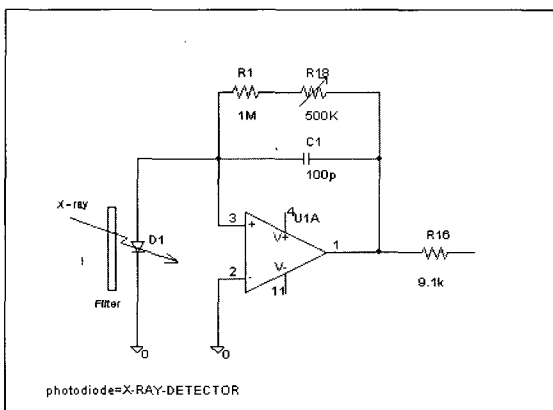 R1 R18
1M 500K
C1
100p
X-ray
D1
Filter
3 + 4 U1A
V+
1
2 - V-
11
R16
9.1k
0 0
photodiode=X-RAY-DETECTOR